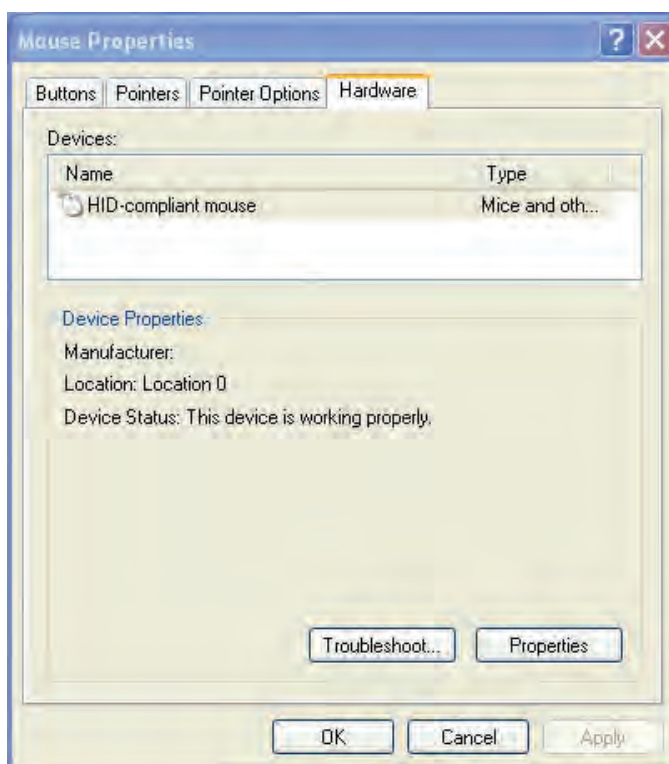 Mouse Properties
?
Buttons Pointers Pointer Options Hardware
Devices:
Name Type
HID-compliant mouse Mice and oth...
Device Properties
Manufacturer:
Location: Location 0
Device Status: This device is working properly.
Troubleshoot... Properties
OK Cancel Apply